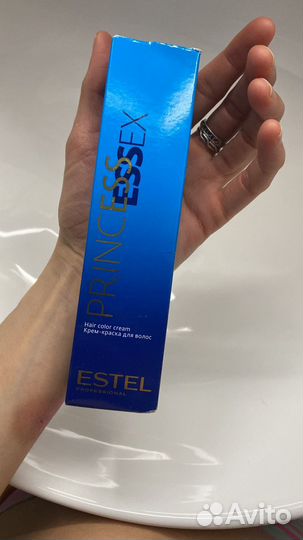 PRINCESS
ESSEX
Hair color cream
Крем-краска для волос
ESTEL
PROFESSIONAL
Avito